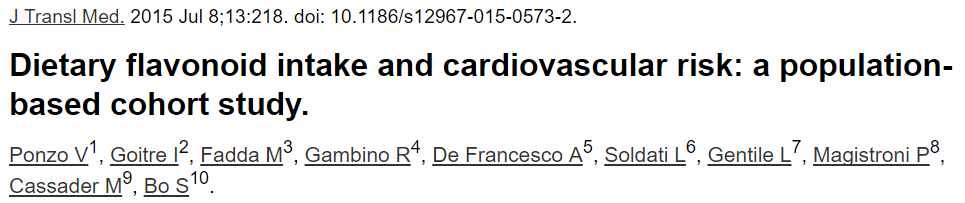 J Transl Med. 2015 Jul 8;13:218. doi: 10.1186/s12967-015-0573-2.
Dietary flavonoid intake and cardiovascular risk: a population-
based cohort study.
Ponzo V1, Goitre I2, Fadda M3, Gambino R4, De Francesco A5, Soldati L6, Gentile L7, Magistroni P8,
Cassader M9, Bo S10.